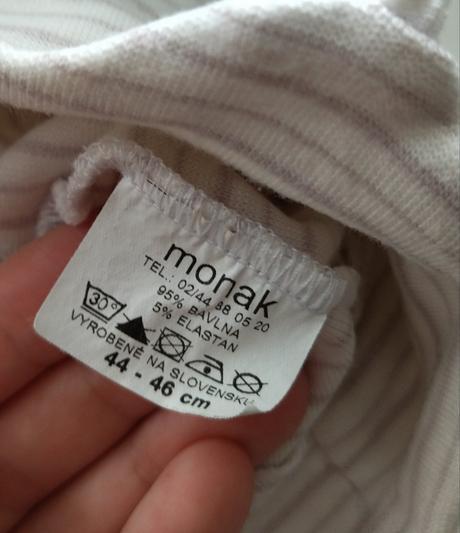 monak
TEL.: 02/44 88 05 20
95% BAVLNA
5% ELASTAN
30°
VYROBENÉ NA SLOVENSKU
44 - 46 cm